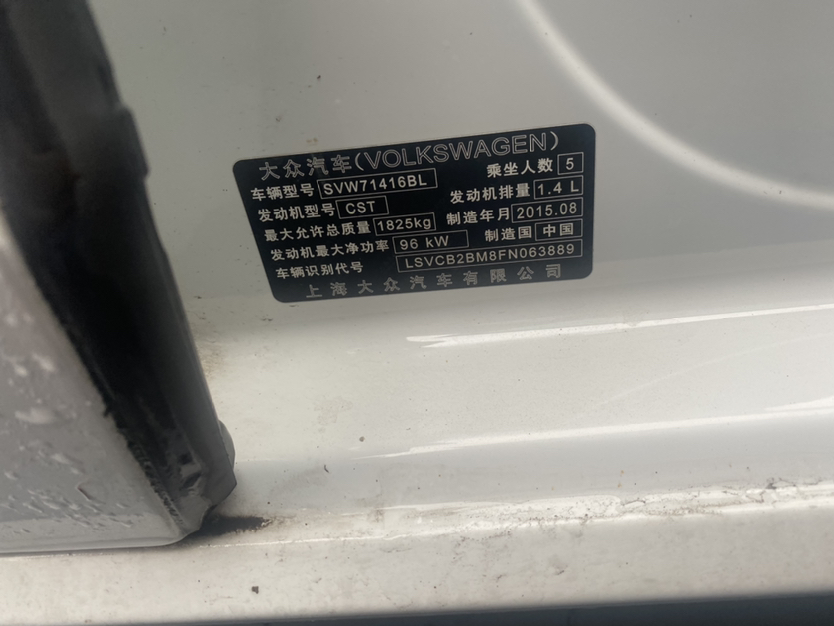 大众汽车(VOLKSWAGEN)
车辆型号 SVW71416BL 乘坐人数 5
发动机型号 CST 发动机排量 1.4 L
最大允许总质量 1825kg 制造年月 2015.08
发动机最大净功率 96 kW 制造国 中国
车辆识别代号 LSVCB2BM8FN063889
上海大众汽车有限公司